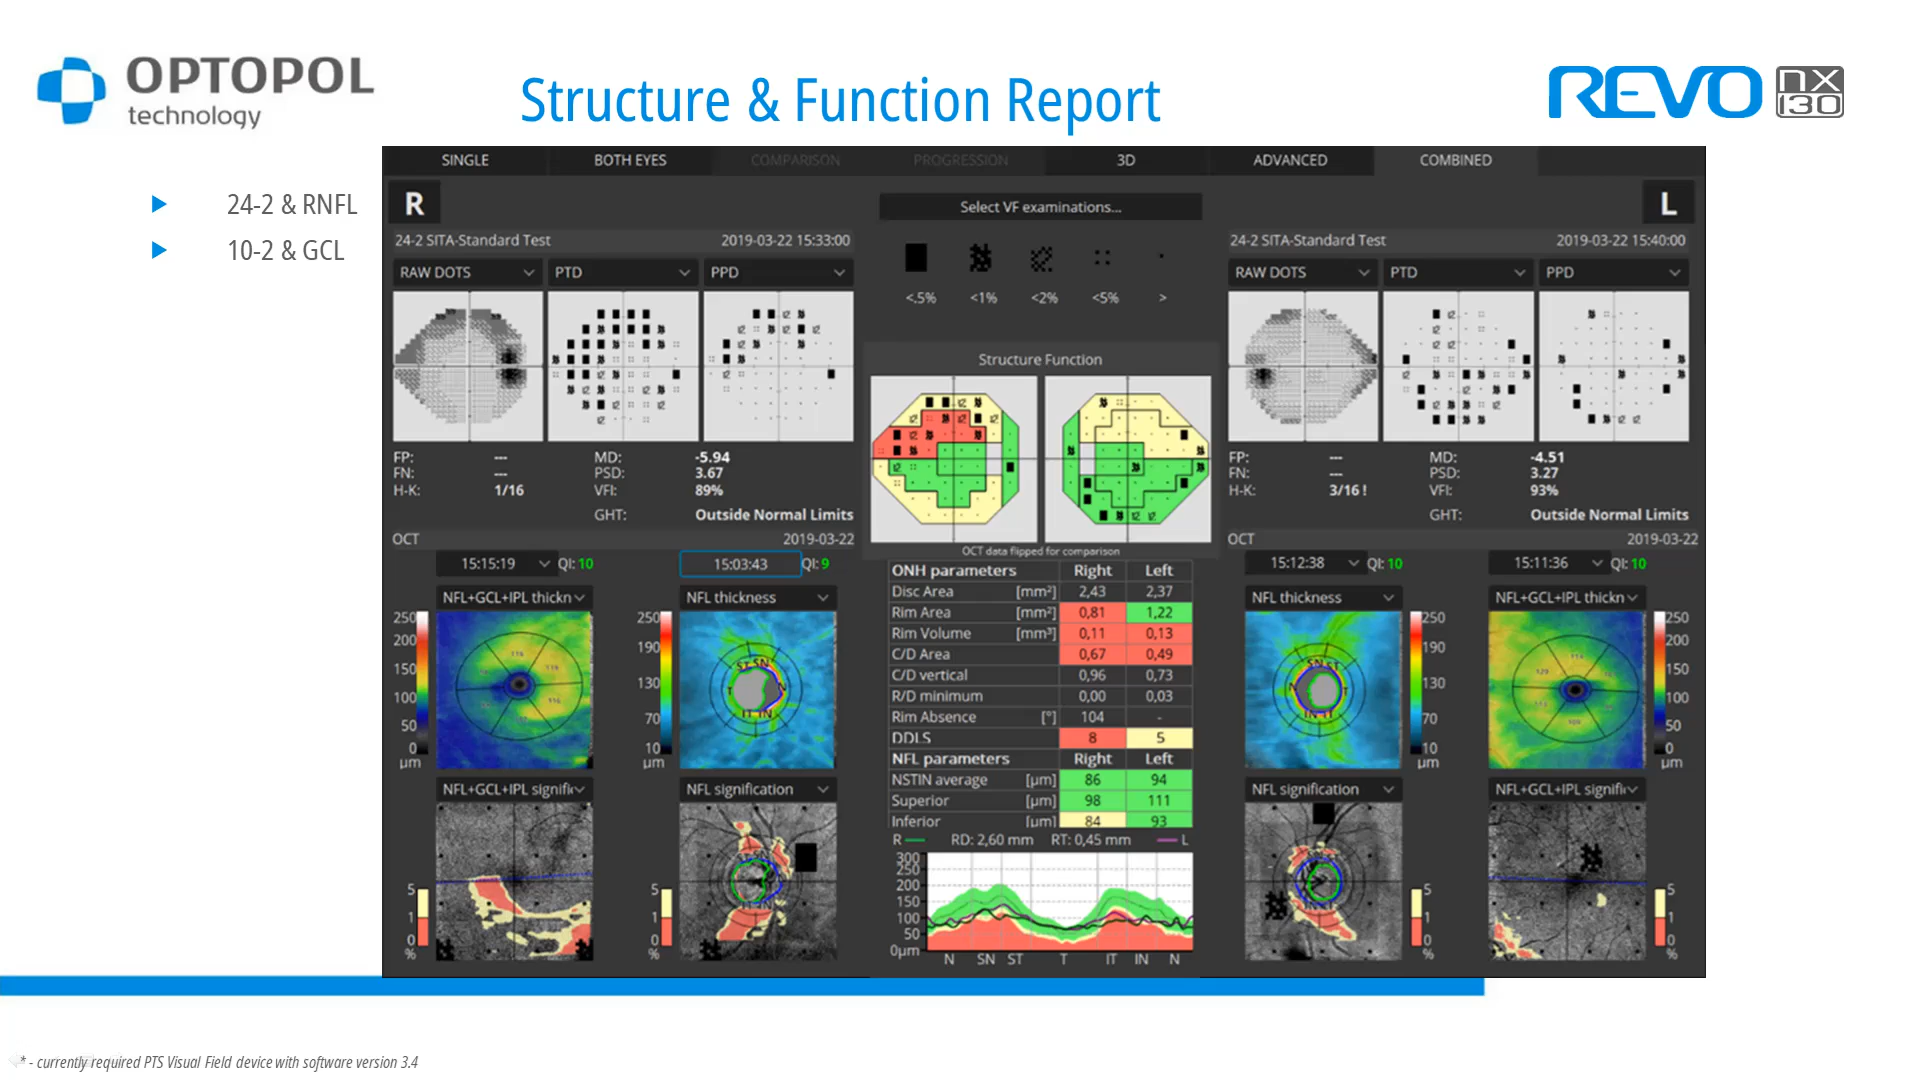 OPTOPOL
technology
Structure & Function Report
REVO NX 130
24-2 & RNFL
10-2 & GCL
SINGLE BOTH EYES COMPARISON PROGRESSION 3D ADVANCED COMBINED
R
24-2 SITA-Standard Test 2019-03-22 15:33:00
RAW DOTS PTD PPD
FP: --- MD: -5.94
FN: --- PSD: 3.67
H-K: 1/16 VFI: 89%
GHT: Outside Normal Limits
OCT 2019-03-22
15:15:19 QI: 10 15:03:43 QI: 9
NFL+GCL+IPL thickn NFL thickness
250 200 150 100 50 0 µm
250 190 130 70 10 µm
NFL+GCL+IPL signifi NFL signification
5 1 0 %
5 1 0 %
Select VF examinations...
<.5% <1% <2% <5% >
Structure Function
OCT data flipped for comparison
ONH parameters Right Left
Disc Area [mm²] 2,43 2,37
Rim Area [mm²] 0,81 1,22
Rim Volume [mm³] 0,11 0,13
C/D Area 0,67 0,49
C/D vertical 0,96 0,73
R/D minimum 0,00 0,03
Rim Absence [°] 104 -
DDLS 8 5
NFL parameters Right Left
NSTIN average [µm] 86 94
Superior [µm] 98 111
Inferior [µm] 84 93
R RD: 2,60 mm RT: 0,45 mm L
300
250
200
150
100
50
0µm
N SN ST T IT IN N
L
24-2 SITA-Standard Test 2019-03-22 15:40:00
RAW DOTS PTD PPD
FP: --- MD: -4.51
FN: --- PSD: 3.27
H-K: 3/16 ! VFI: 93%
GHT: Outside Normal Limits
OCT 2019-03-22
15:12:38 QI: 10 15:11:36 QI: 10
NFL thickness NFL+GCL+IPL thickn
250 190 130 70 10 µm
250 200 150 100 50 0 µm
NFL signification NFL+GCL+IPL signifi
5 1 0 %
5 1 0 %
* - currently required PTS Visual Field device with software version 3.4